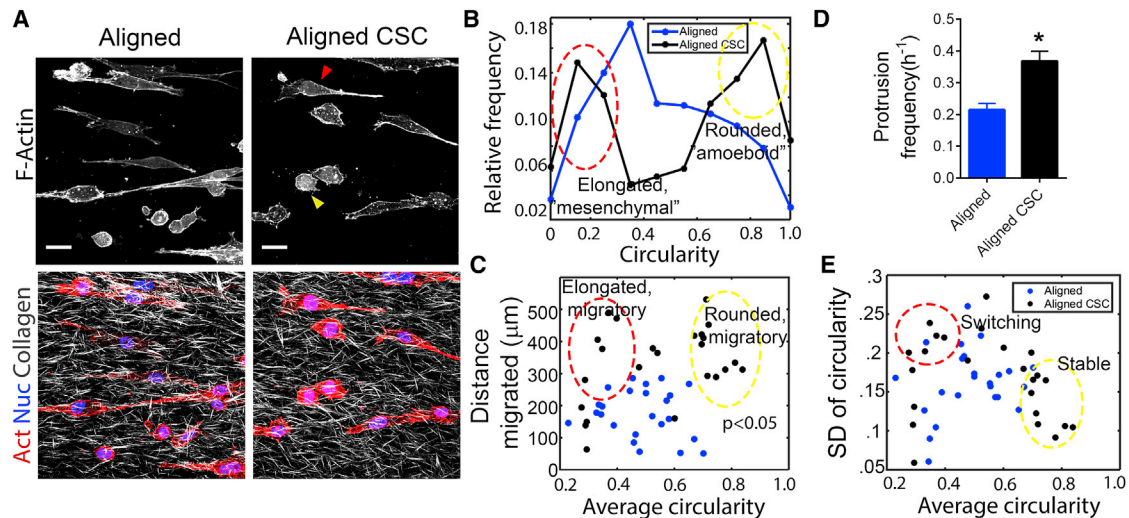 A
Aligned
Aligned CSC
F-Actin
Act Nuc Collagen
B
Relative frequency
0.18
0.14
0.10
0.06
0.02
Aligned
Aligned CSC
Rounded,
"amoeboid"
Elongated,
"mesenchymal"
0
0.2
0.4
0.6
0.8
1.0
Circularity
C
Distance
migrated (μm)
500
400
300
200
100
0
Elongated,
migratory
Rounded,
migratory
p<0.05
0.2
0.4
0.6
0.8
1.0
Average circularity
D
Protrusion
frequency(h⁻¹)
0.5
0.4
0.3
0.2
0.1
0.0
*
Aligned
Aligned CSC
E
SD of circularity
.3
.25
.2
.15
.1
.05
Aligned
Aligned CSC
Switching
Stable
0.2
0.4
0.6
0.8
1.0
Average circularity